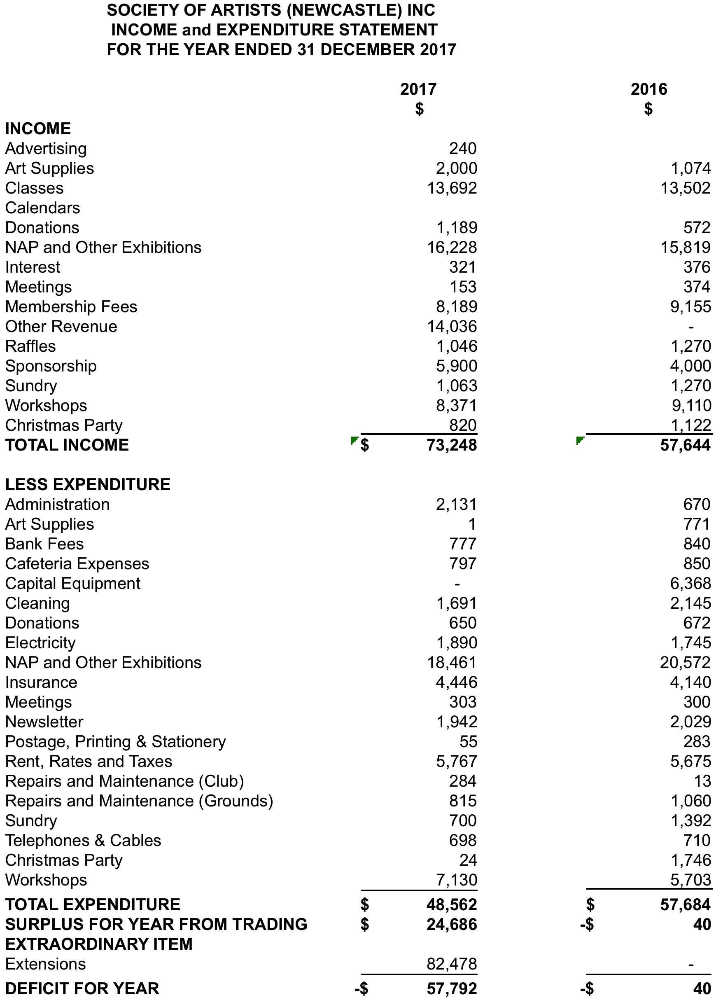 SOCIETY OF ARTISTS (NEWCASTLE) INC
INCOME and EXPENDITURE STATEMENT
FOR THE YEAR ENDED 31 DECEMBER 2017
2017 2016
$ $
INCOME
Advertising 240
Art Supplies 2,000 1,074
Classes 13,692 13,502
Calendars
Donations 1,189 572
NAP and Other Exhibitions 16,228 15,819
Interest 321 376
Meetings 153 374
Membership Fees 8,189 9,155
Other Revenue 14,036 -
Raffles 1,046 1,270
Sponsorship 5,900 4,000
Sundry 1,063 1,270
Workshops 8,371 9,110
Christmas Party 820 1,122
TOTAL INCOME $ 73,248 57,644
LESS EXPENDITURE
Administration 2,131 670
Art Supplies 1 771
Bank Fees 777 840
Cafeteria Expenses 797 850
Capital Equipment - 6,368
Cleaning 1,691 2,145
Donations 650 672
Electricity 1,890 1,745
NAP and Other Exhibitions 18,461 20,572
Insurance 4,446 4,140
Meetings 303 300
Newsletter 1,942 2,029
Postage, Printing & Stationery 55 283
Rent, Rates and Taxes 5,767 5,675
Repairs and Maintenance (Club) 284 13
Repairs and Maintenance (Grounds) 815 1,060
Sundry 700 1,392
Telephones & Cables 698 710
Christmas Party 24 1,746
Workshops 7,130 5,703
TOTAL EXPENDITURE $ 48,562 $ 57,684
SURPLUS FOR YEAR FROM TRADING $ 24,686 -$ 40
EXTRAORDINARY ITEM
Extensions 82,478 -
DEFICIT FOR YEAR -$ 57,792 -$ 40